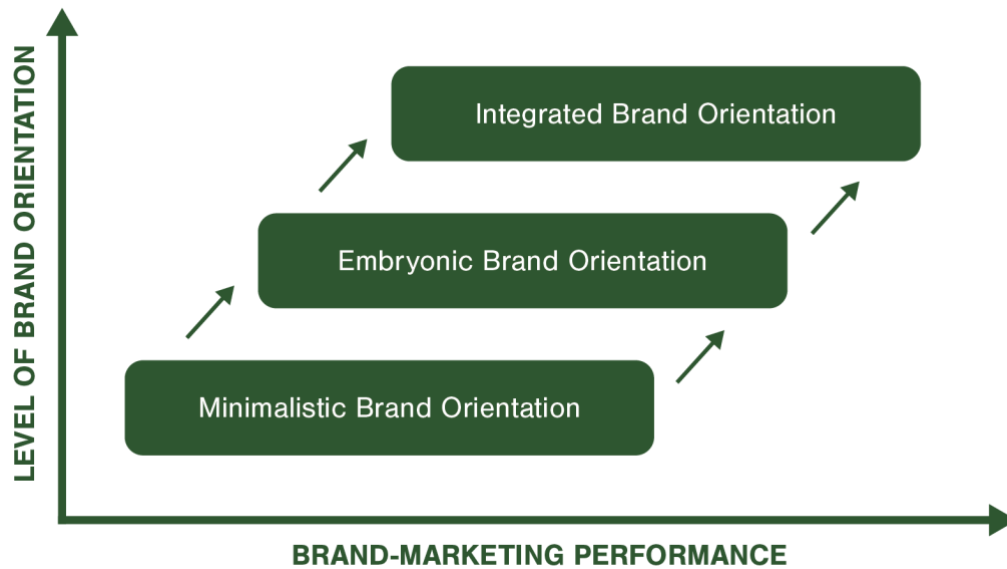 LEVEL OF BRAND ORIENTATION
Integrated Brand Orientation
Embryonic Brand Orientation
Minimalistic Brand Orientation
BRAND-MARKETING PERFORMANCE